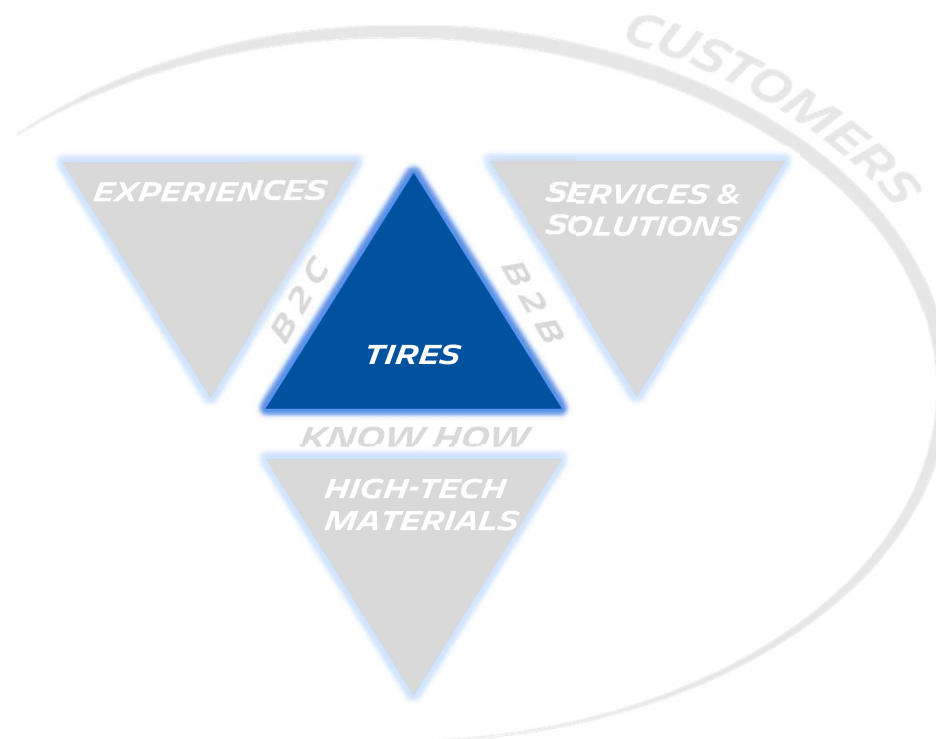 CUSTOMERS
EXPERIENCES
SERVICES &
SOLUTIONS
B2C
B2B
TIRES
KNOW HOW
HIGH-TECH
MATERIALS